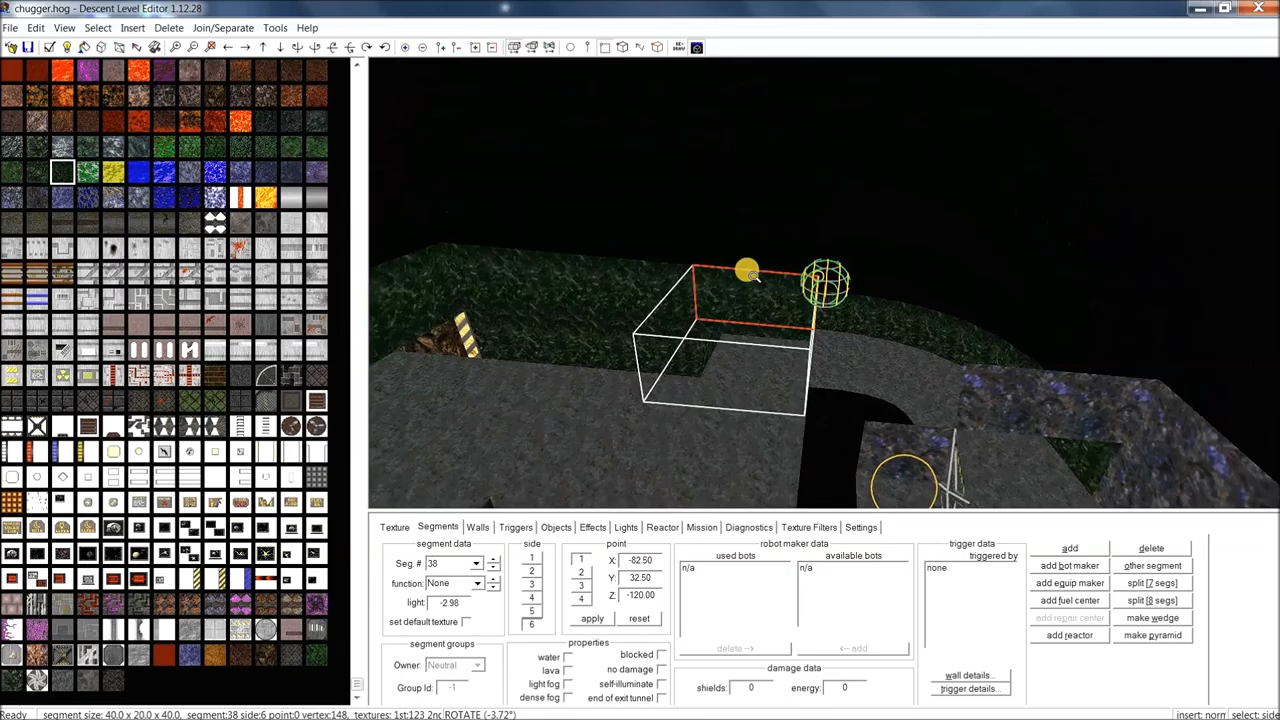 chugger.hog - Descent Level Editor 1.12.28
File Edit View Select Insert Delete Join/Separate Tools Help
Texture Segments Walls Triggers Objects Effects Lights Reactor Mission Diagnostics Texture Filters Settings
segment data
Seg. # 38
function: None
light: -2.98
set default texture
segment groups
Owner: Neutral
Group Id: -1
side
1
2
3
4
5
6
point
1
2
3
4
X: -82.50
Y: 32.50
Z: -120.00
apply reset
properties
water blocked
lava no damage
light fog self-illuminate
dense fog end of exit tunnel
robot maker data
used bots available bots
n/a n/a
delete --> <-- add
damage data
shields: 0 energy: 0
trigger data
triggered by
none
wall details...
trigger details...
add delete
add bot maker other segment
add equip maker split [7 segs]
add fuel center split [8 segs]
add repair center make wedge
add reactor make pyramid
Ready segment size: 40.0 x 20.0 x 40.0, segment:38 side:6 point:0 vertex:148, textures: 1st:123 2nd ROTATE (-3.72°) insert: norm select: side